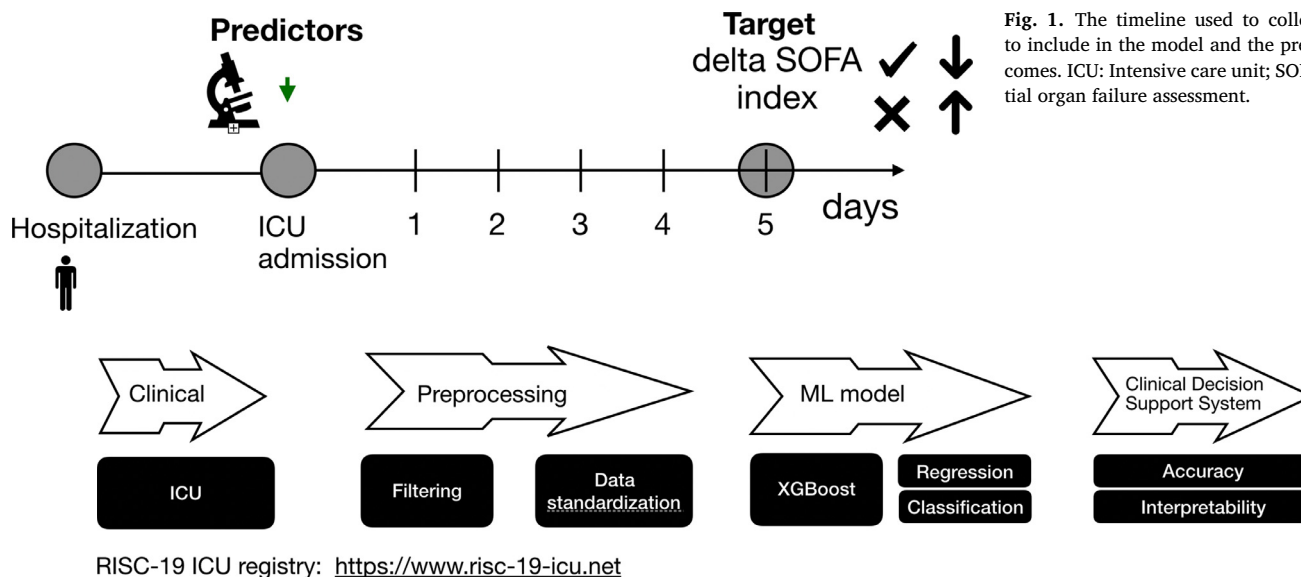 Predictors
Target
delta SOFA
index
Fig. 1. The timeline used to
to include in the model and the
comes. ICU: Intensive care unit;
tial organ failure assessment.
Hospitalization
ICU
admission
1
2
3
4
5
days
Clinical
Preprocessing
ML model
Clinical Decision
Support System
ICU
Filtering
Data
standardization
XGBoost
Regression
Classification
Accuracy
Interpretability
RISC-19 ICU registry: https://www.risc-19-icu.net